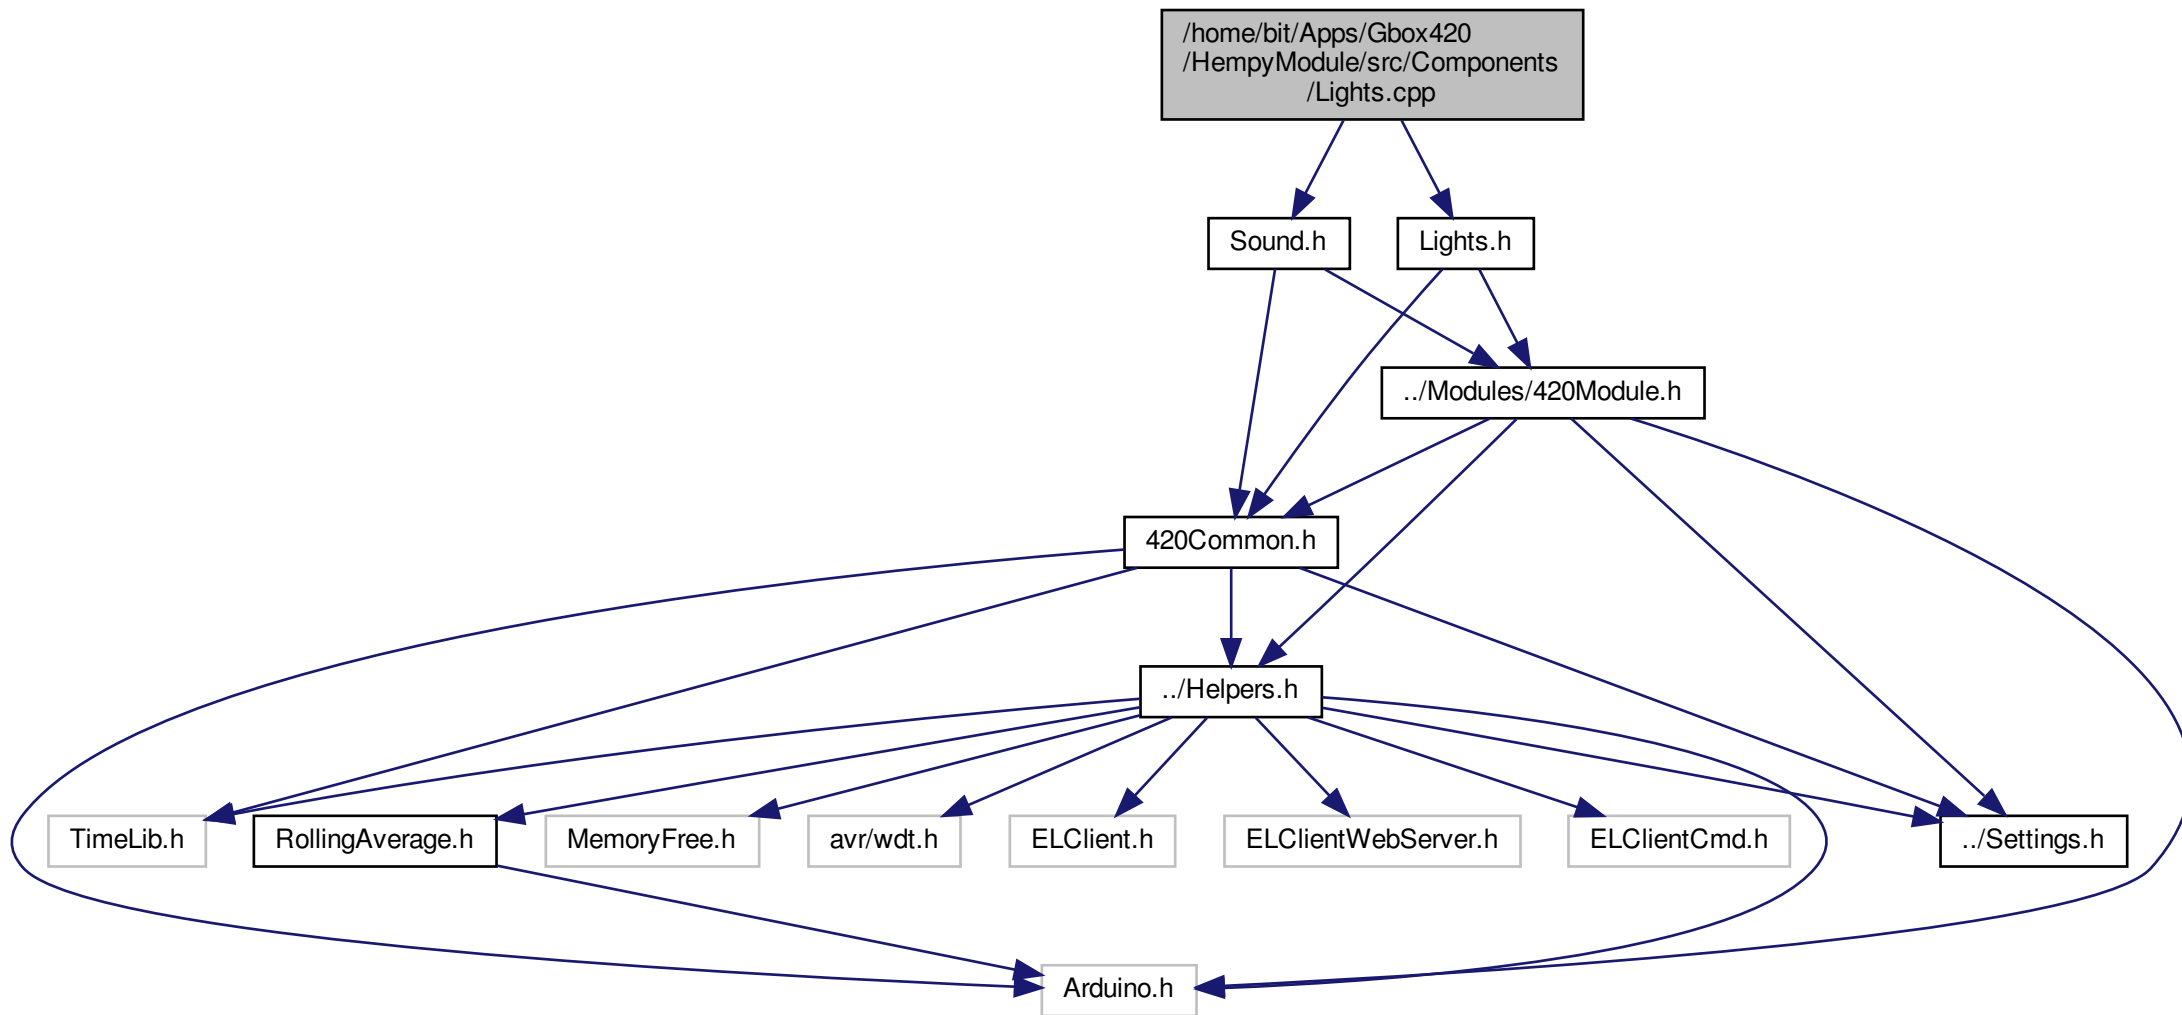 /home/bit/Apps/Gbox420
/HempyModule/src/Components
/Lights.cpp
Sound.h
Lights.h
../Modules/420Module.h
420Common.h
../Helpers.h
TimeLib.h
RollingAverage.h
MemoryFree.h
avr/wdt.h
ELClient.h
ELClientWebServer.h
ELClientCmd.h
../Settings.h
Arduino.h